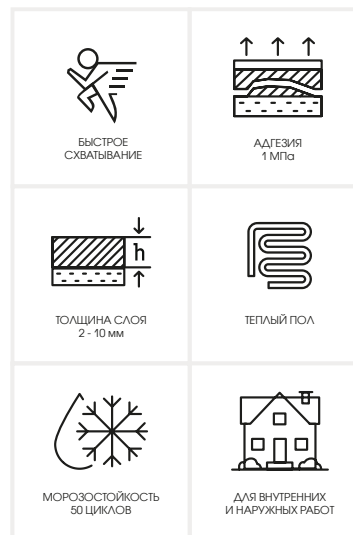 БЫСТРОЕ
СХВАТЫВАНИЕ
АДГЕЗИЯ
1 МПа
h
ТОЛЩИНА СЛОЯ
2 - 10 мм
ТЕПЛЫЙ ПОЛ
МОРОЗОСТОЙКОСТЬ
50 ЦИКЛОВ
ДЛЯ ВНУТРЕННИХ
И НАРУЖНЫХ РАБОТ